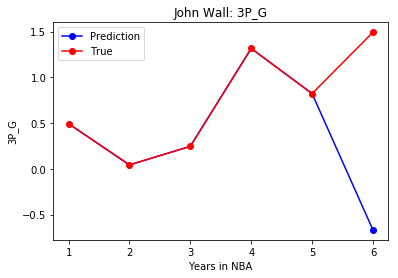 John Wall: 3P_G
Prediction
True
3P_G
1.5
1.0
0.5
0.0
−0.5
1 2 3 4 5 6
Years in NBA